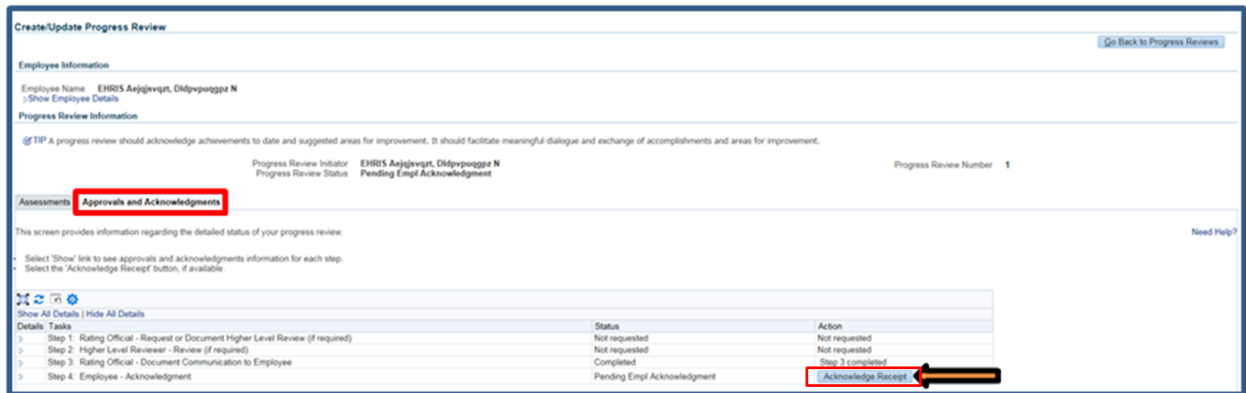 Create/Update Progress Review
Go Back to Progress Reviews
Employee Information
Employee Name EHRIS Aejqjsvqzt, Dldpvpuqgpz N
Show Employee Details
Progress Review Information
TIP A progress review should acknowledge achievements to date and suggested areas for improvement. It should facilitate meaningful dialogue and exchange of accomplishments and areas for improvement.
Progress Review Initiator EHRIS Aejqjsvqzt, Dldpvpuqgpz N Progress Review Number 1
Progress Review Status Pending Empl Acknowledgment
Assessments Approvals and Acknowledgments
This screen provides information regarding the detailed status of your progress review. Need Help?
Select 'Show' link to see approvals and acknowledgments information for each step.
Select the 'Acknowledge Receipt' button, if available.
Show All Details | Hide All Details
Details Tasks Status Action
Step 1: Rating Official - Request or Document Higher Level Review (if required) Not requested Not requested
Step 2: Higher Level Reviewer - Review (if required) Not requested Not requested
Step 3: Rating Official - Document Communication to Employee Completed Step 3 completed
Step 4: Employee - Acknowledgment Pending Empl Acknowledgment Acknowledge Receipt